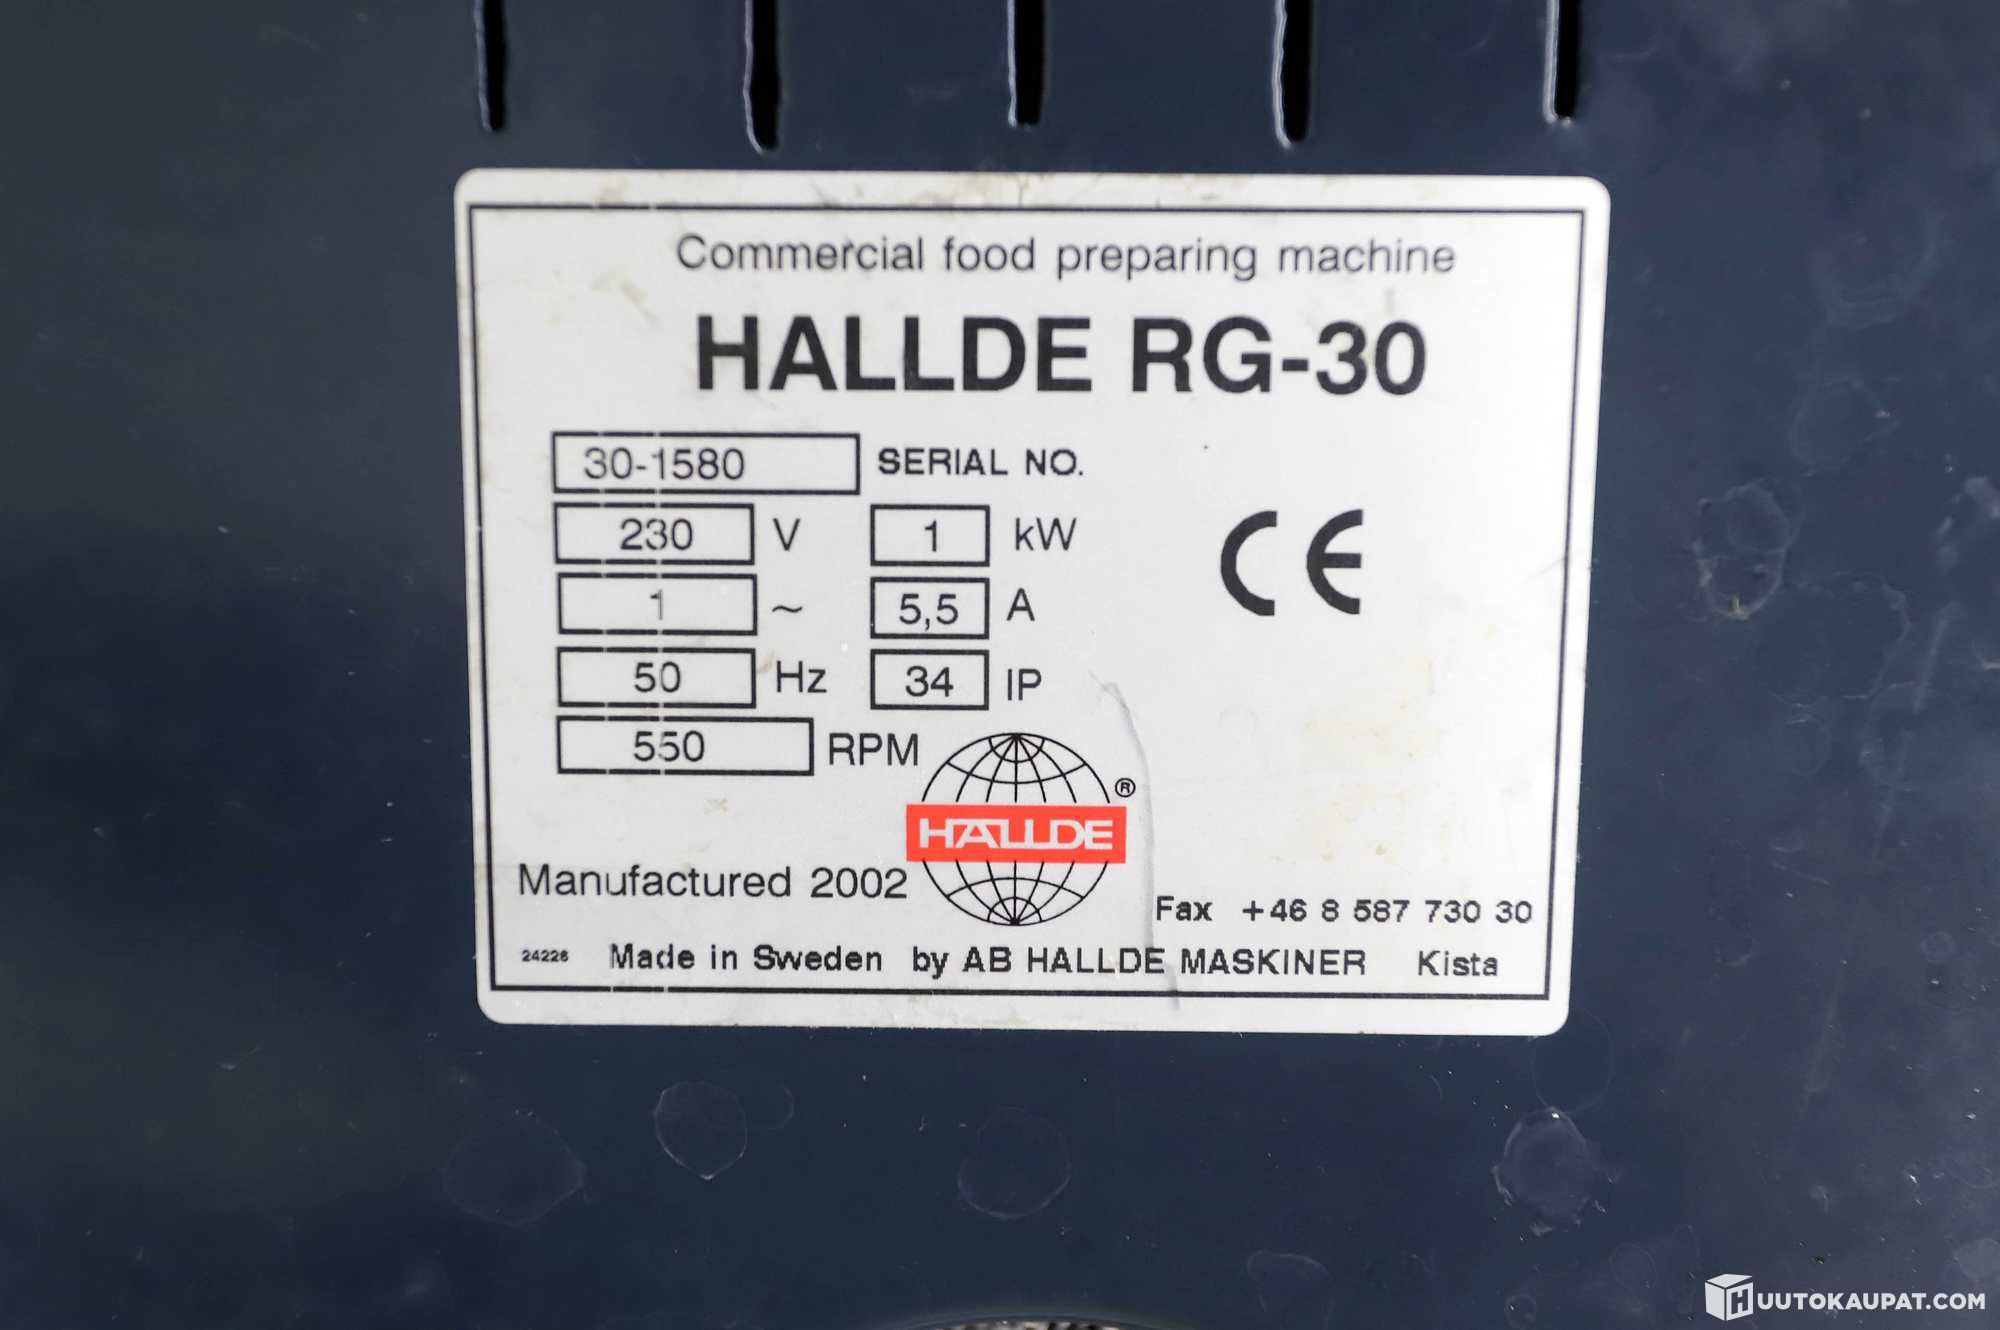 Commercial food preparing machine
HALLDE RG-30
30-1580 SERIAL NO.
230 V 1 kW
1 ~ 5,5 A
CE
50 Hz 34 IP
550 RPM
®
HALLDE
Manufactured 2002
Fax +46 8 587 730 30
24226 Made in Sweden by AB HALLDE MASKINER Kista
HUUTOKAUPAT.COM